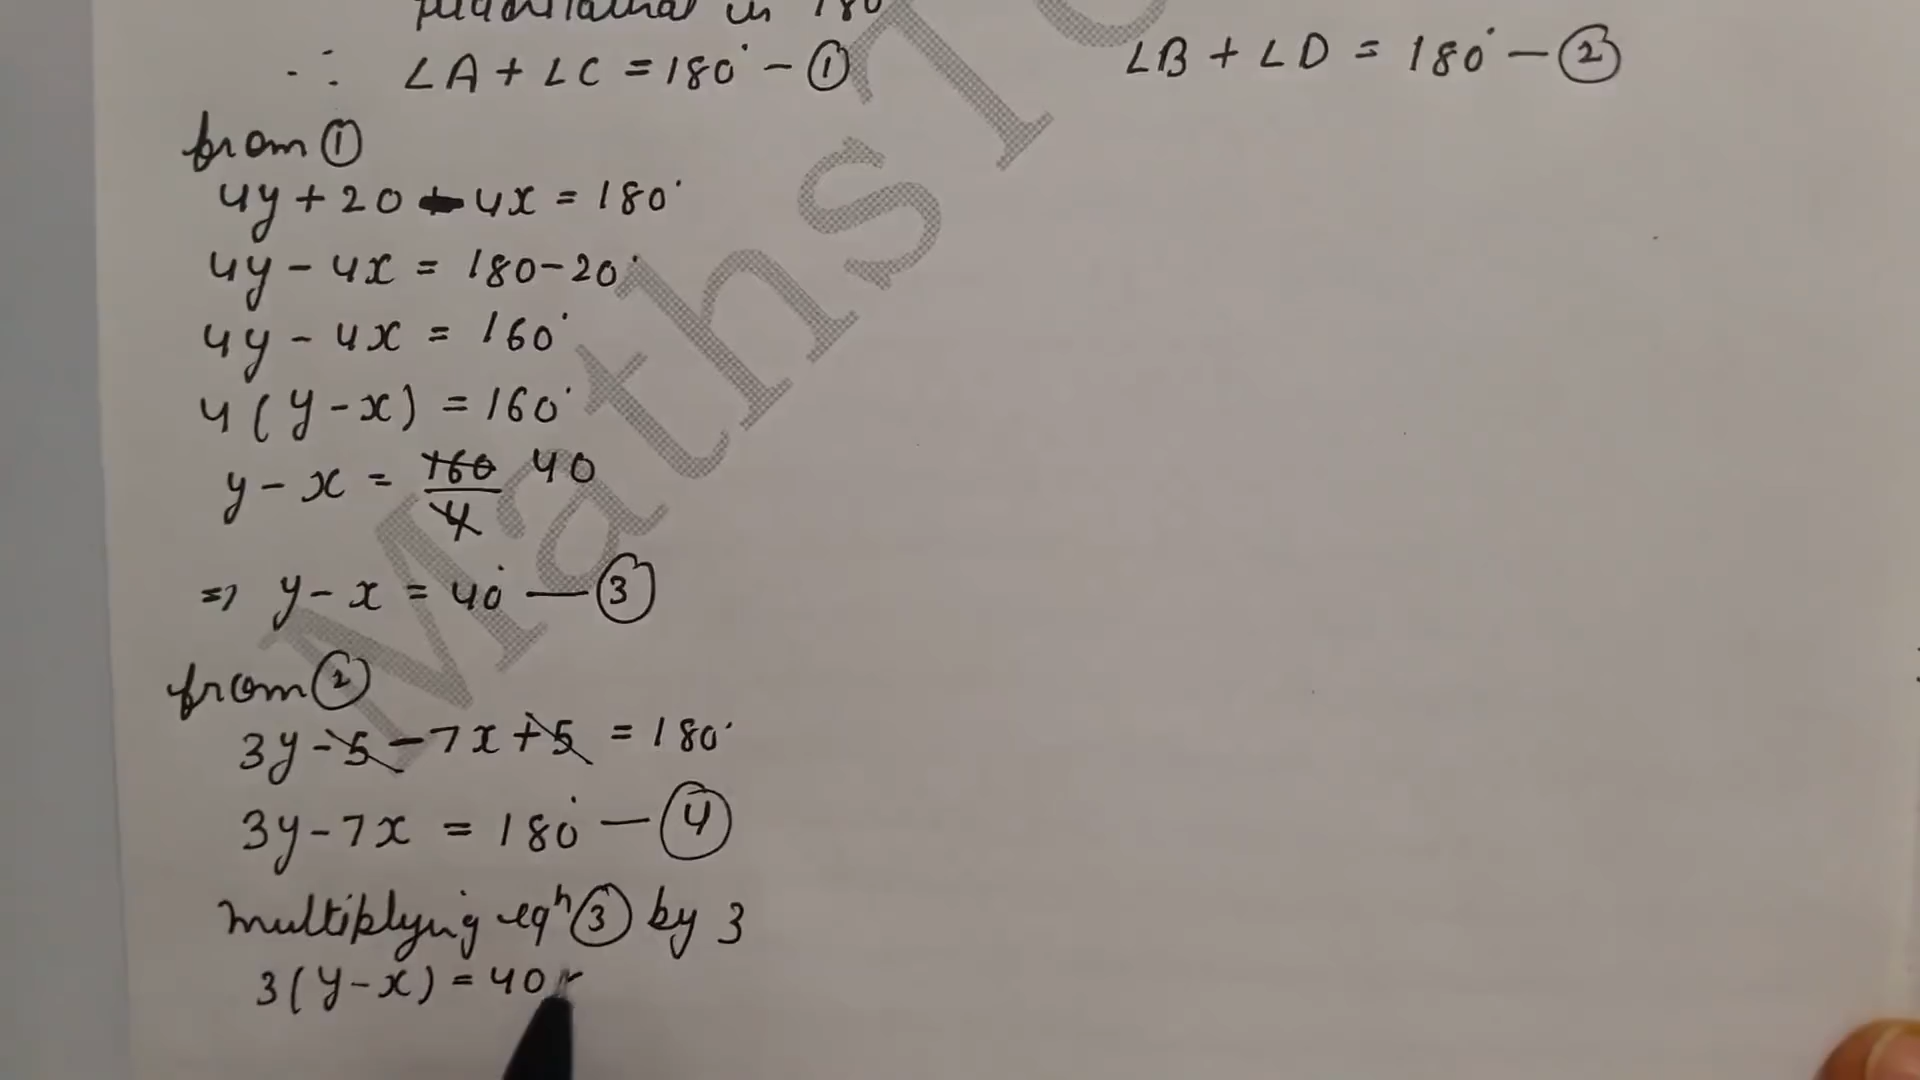 180
∴ ∠A + ∠C = 180° - ①
∠B + ∠D = 180° - ②
from ①
4y + 20 - 4x = 180°
4y - 4x = 180 - 20°
4y - 4x = 160°
4(y - x) = 160°
y - x = 160/4 40
⇒ y - x = 40° — ③
from ②
3y - 5 - 7x + 5 = 180°
3y - 7x = 180° — ④
Multiplying eqn ③ by 3
3(y - x) = 40
Maths